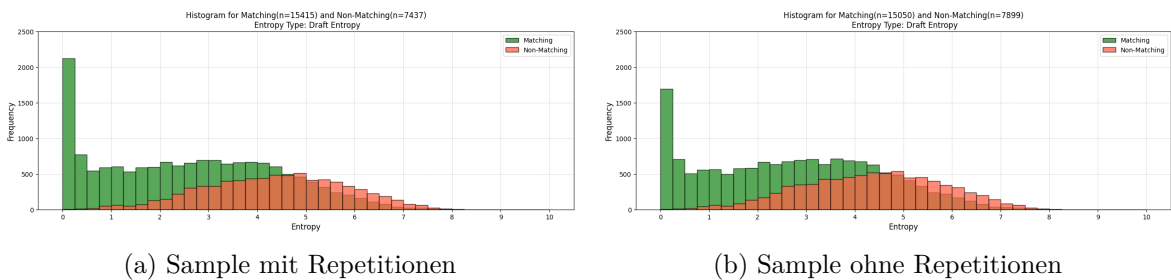 Histogram for Matching(n=15415) and Non-Matching(n=7437)
Entropy Type: Draft Entropy
2500
2000
1500
1000
500
0
Frequency
Matching
Non-Matching
0 1 2 3 4 5 6 7 8 9 10
Entropy
(a) Sample mit Repetitionen
Histogram for Matching(n=15050) and Non-Matching(n=7899)
Entropy Type: Draft Entropy
2500
2000
1500
1000
500
0
Frequency
Matching
Non-Matching
0 1 2 3 4 5 6 7 8 9 10
Entropy
(b) Sample ohne Repetitionen